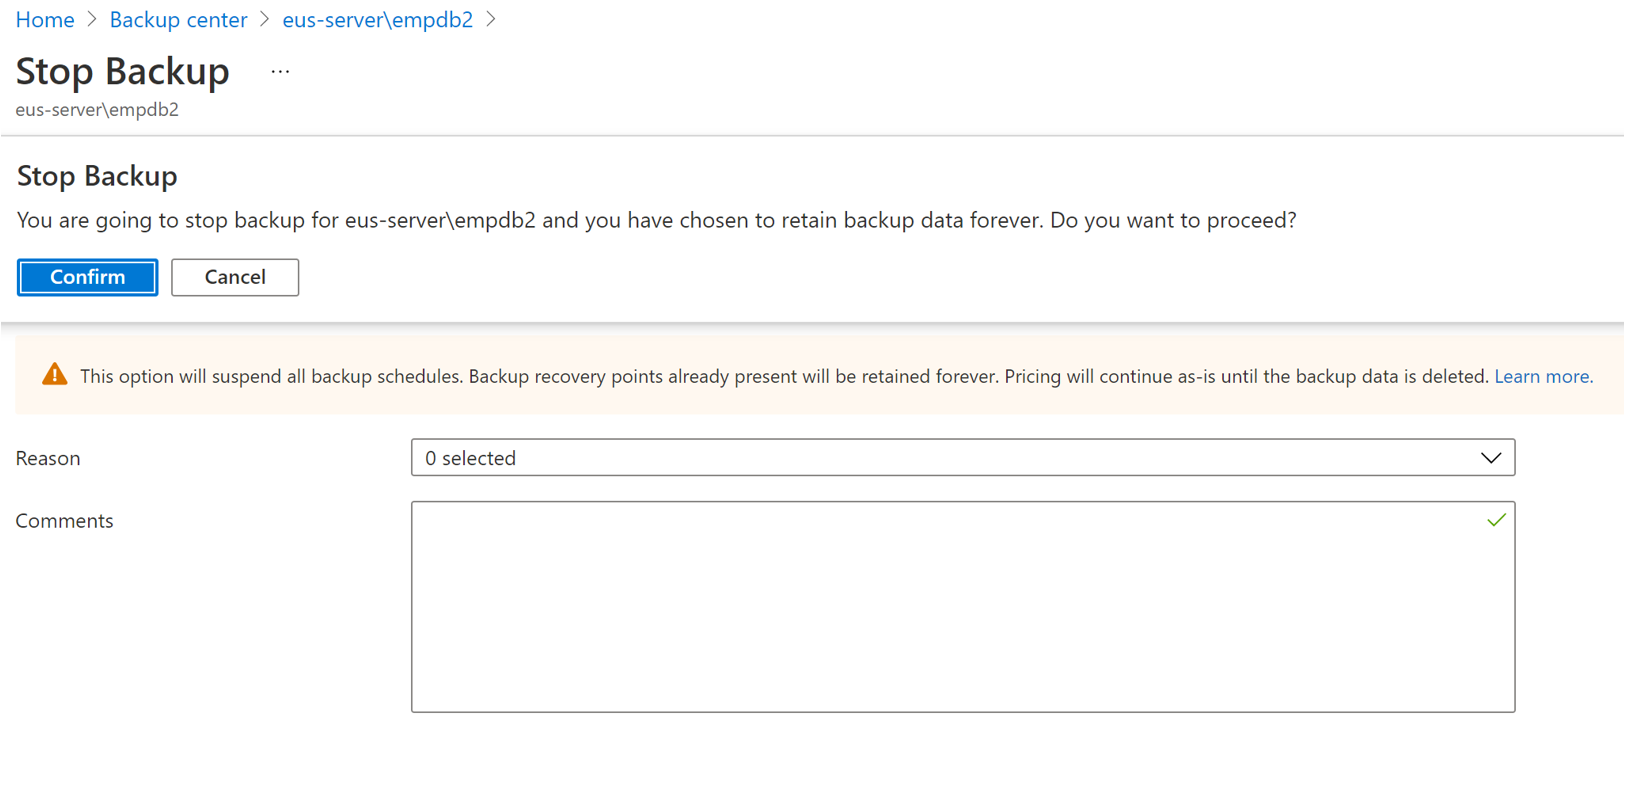 Home > Backup center > eus-server\empdb2 >
Stop Backup ...
eus-server\empdb2
Stop Backup
You are going to stop backup for eus-server\empdb2 and you have chosen to retain backup data forever. Do you want to proceed?
Confirm Cancel
This option will suspend all backup schedules. Backup recovery points already present will be retained forever. Pricing will continue as-is until the backup data is deleted. Learn more.
Reason 0 selected
Comments